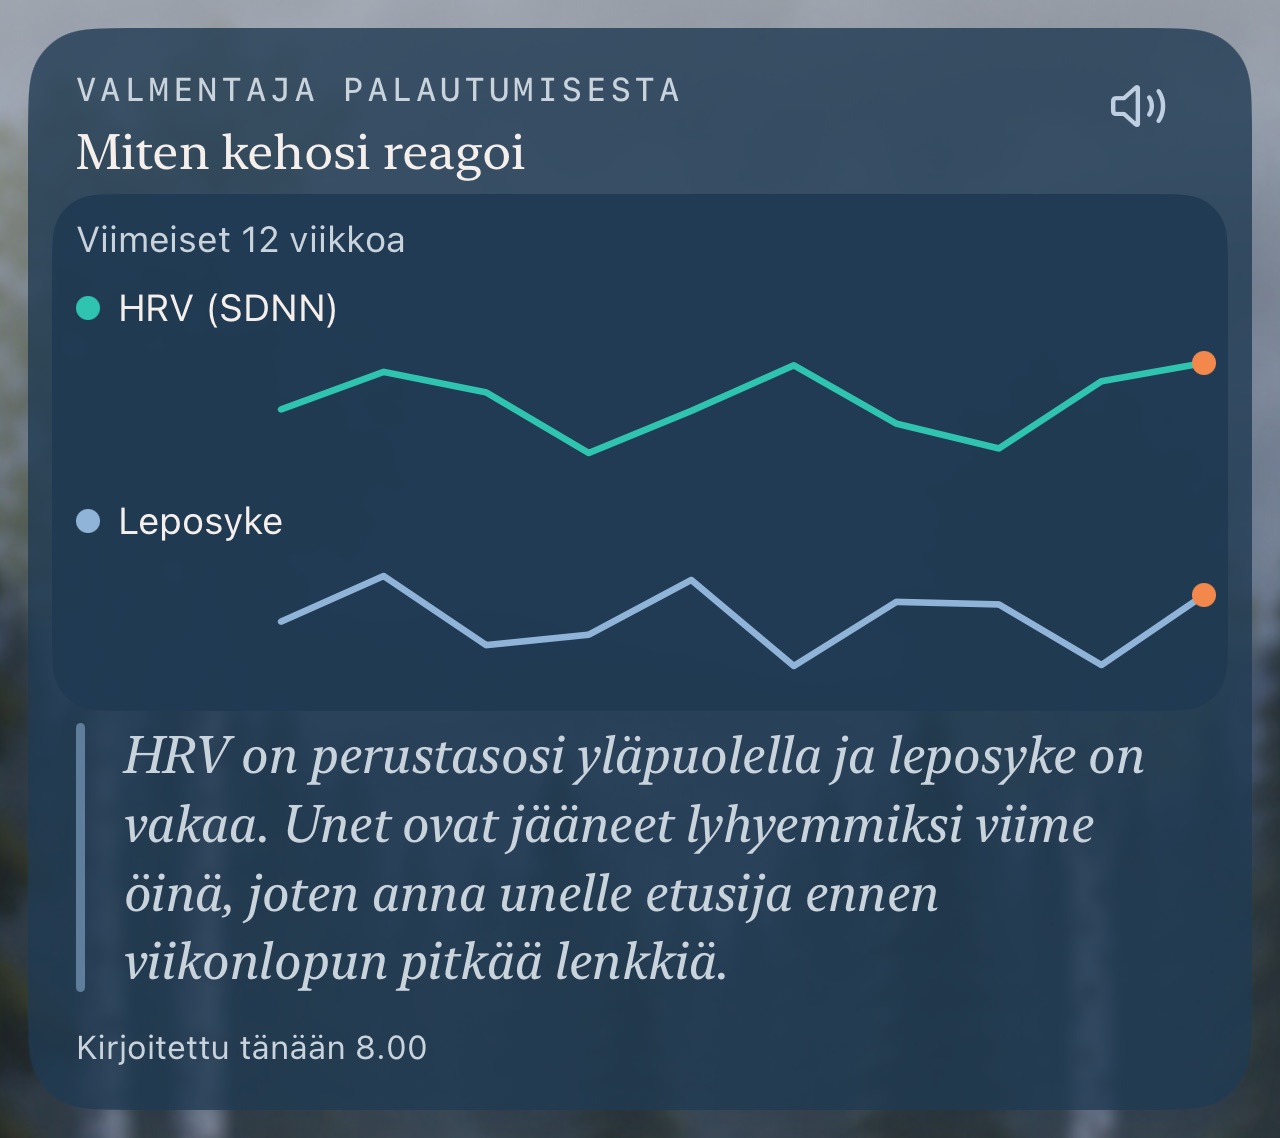 VALMENTAJA PALAUTUMISESTA
Miten kehosi reagoi
Viimeiset 12 viikkoa
HRV (SDNN)
Leposyke
HRV on perustasosi yläpuolella ja leposyke on
vakaa. Unet ovat jääneet lyhyemmiksi viime
öinä, joten anna unelle etusija ennen
viikonlopun pitkää lenkkiä.
Kirjoitettu tänään 8.00